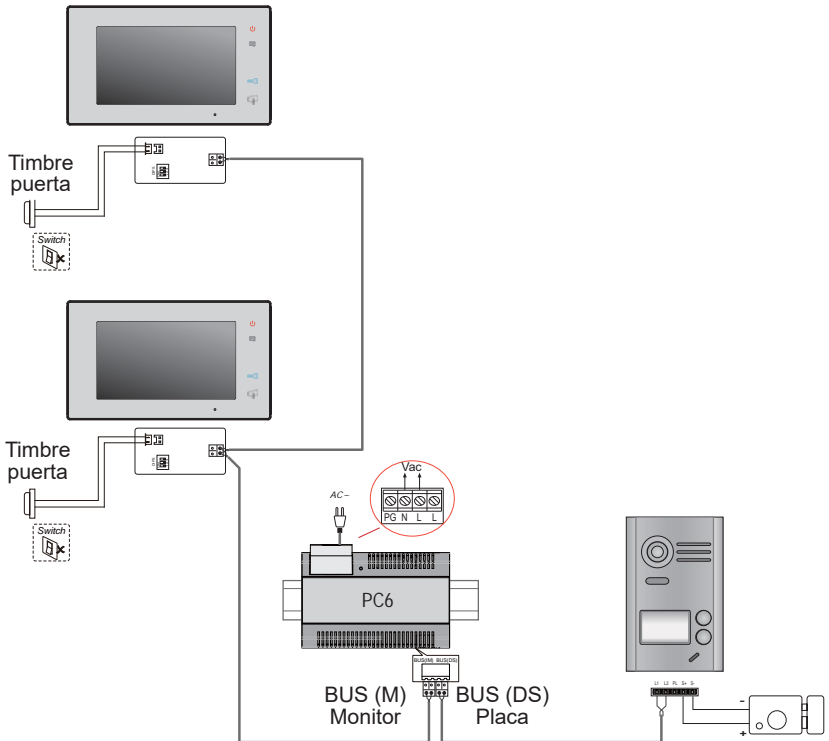 Timbre
puerta
Switch
Timbre
puerta
Switch
AC~
Vac
PG N L L
PC6
BUS(M) BUS(DS)
BUS (M)
Monitor
BUS (DS)
Placa
L1 L2 PL S+ S-
-
+